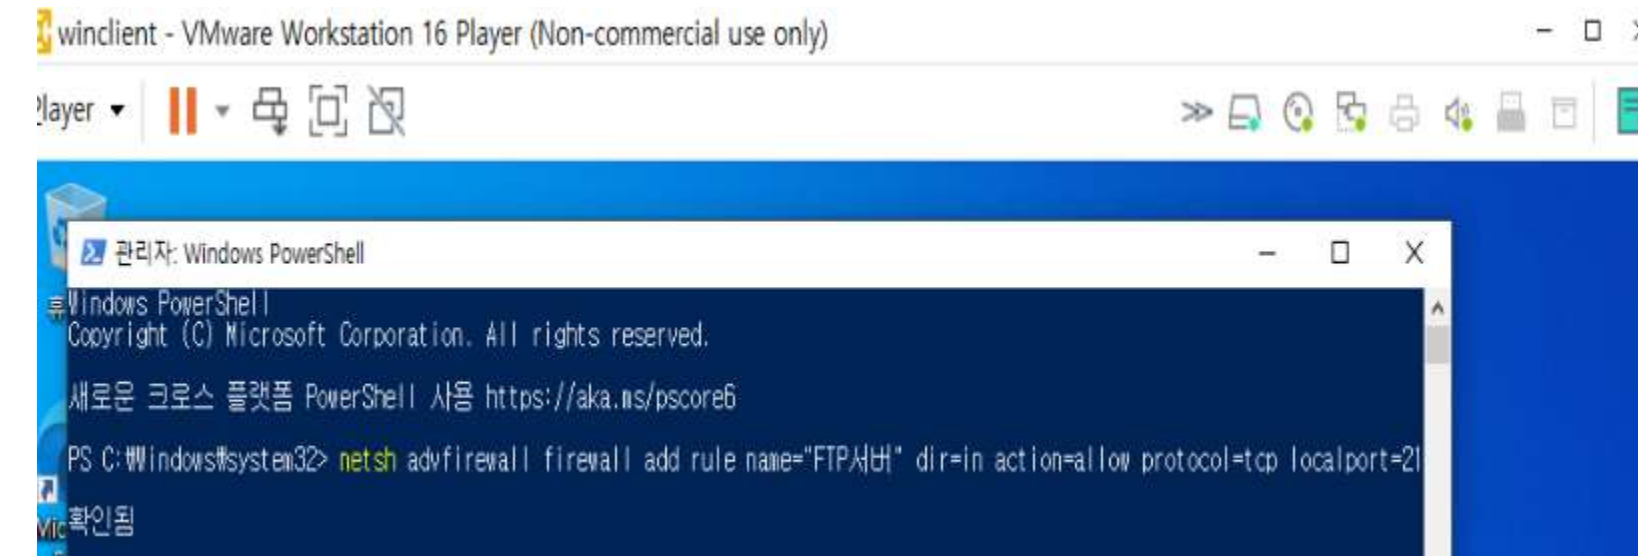 winclient - VMware Workstation 16 Player (Non-commercial use only)
Player
관리자: Windows PowerShell
Windows PowerShell
Copyright (C) Microsoft Corporation. All rights reserved.
새로운 크로스 플랫폼 PowerShell 사용 https://aka.ms/pscore6
PS C:₩Windows₩system32> netsh advfirewall firewall add rule name="FTP서버" dir=in action=allow protocol=tcp localport=21
확인됨
휴
Mic